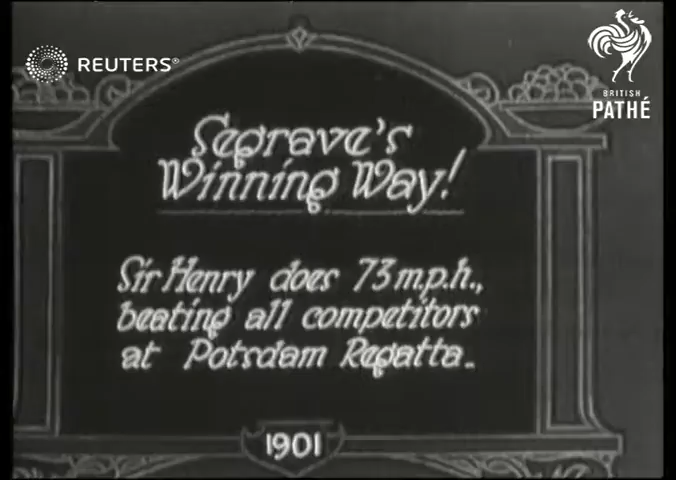 REUTERS®
BRITISH
PATHÉ
Segrave's
Winning Way!
Sir Henry does 73 m.p.h.,
beating all competitors
at Potsdam Regatta.
1901